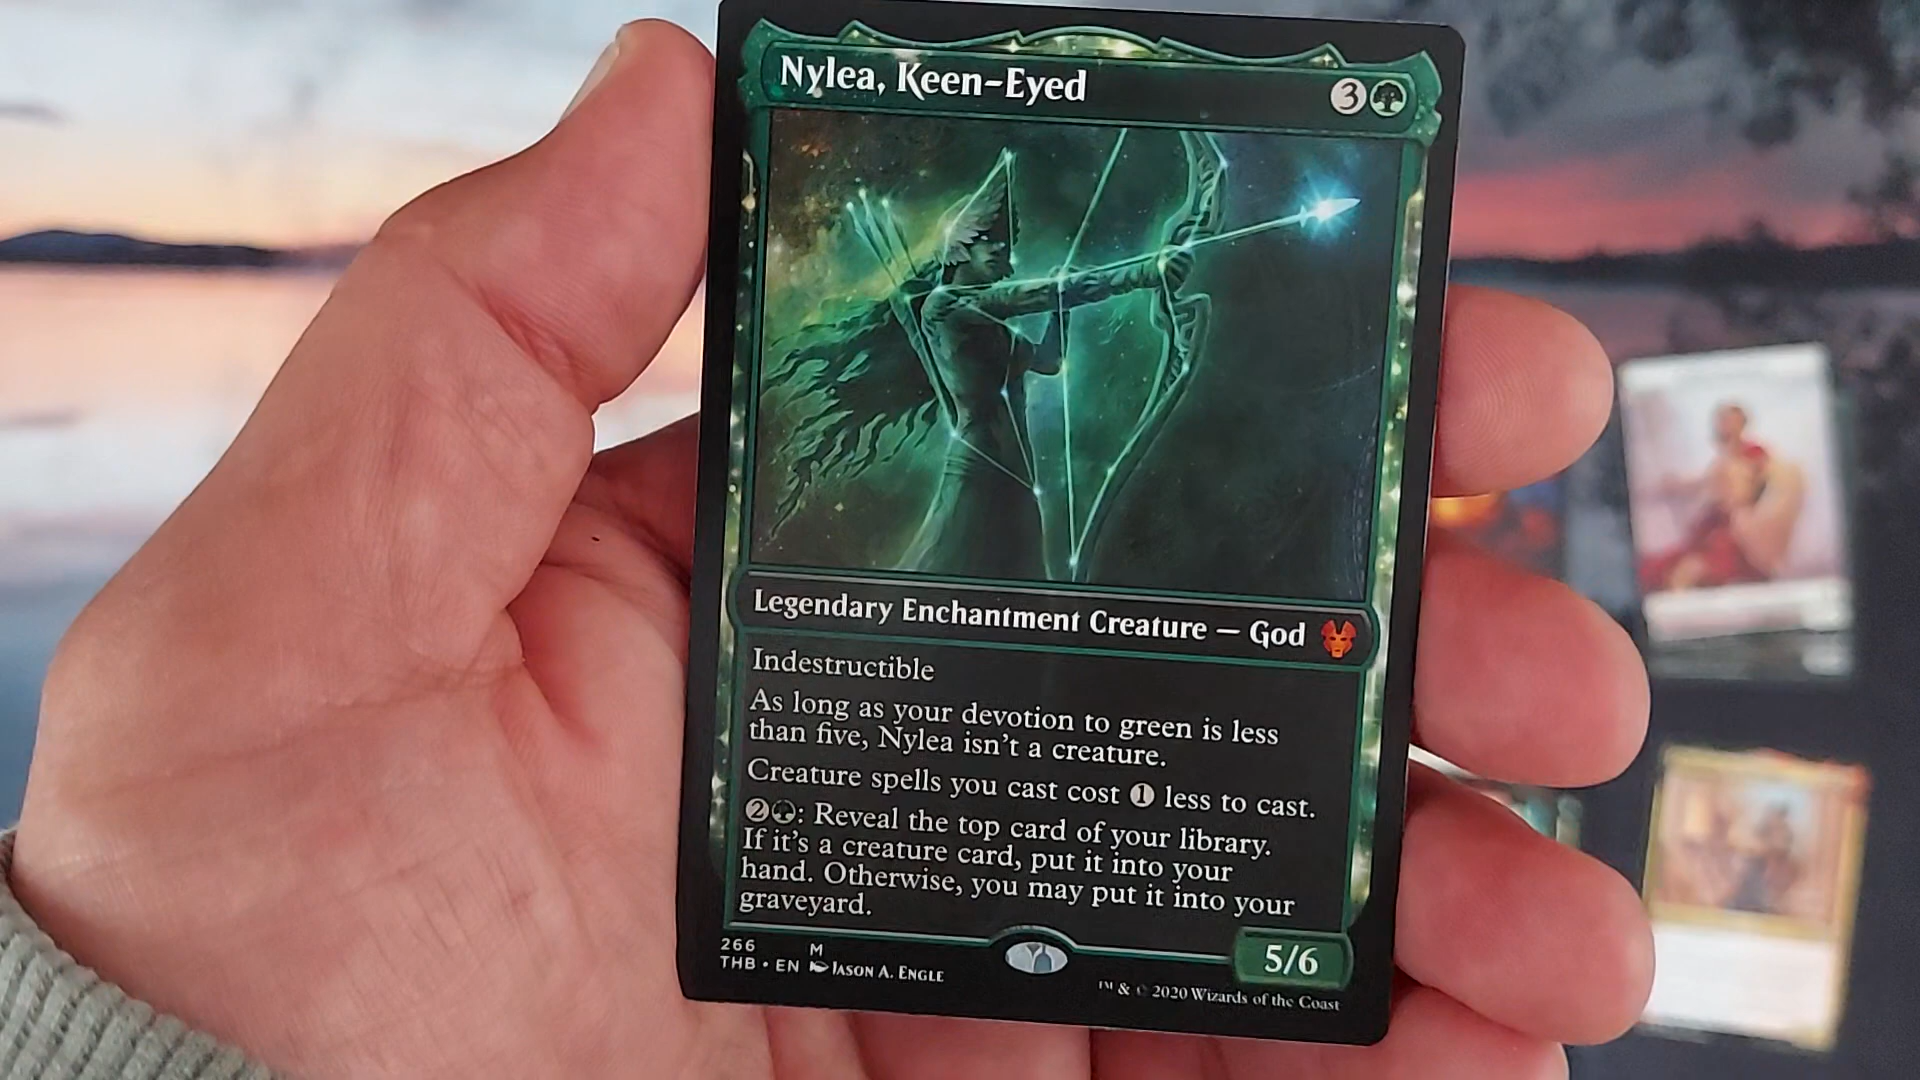 Nylea, Keen-Eyed 3
Legendary Enchantment Creature — God
Indestructible
As long as your devotion to green is less
than five, Nylea isn't a creature.
Creature spells you cast cost 1 less to cast.
2: Reveal the top card of your library.
If it's a creature card, put it into your
hand. Otherwise, you may put it into your
graveyard.
5/6
266 M
THB • EN Jason A. Engle
™ & © 2020 Wizards of the Coast